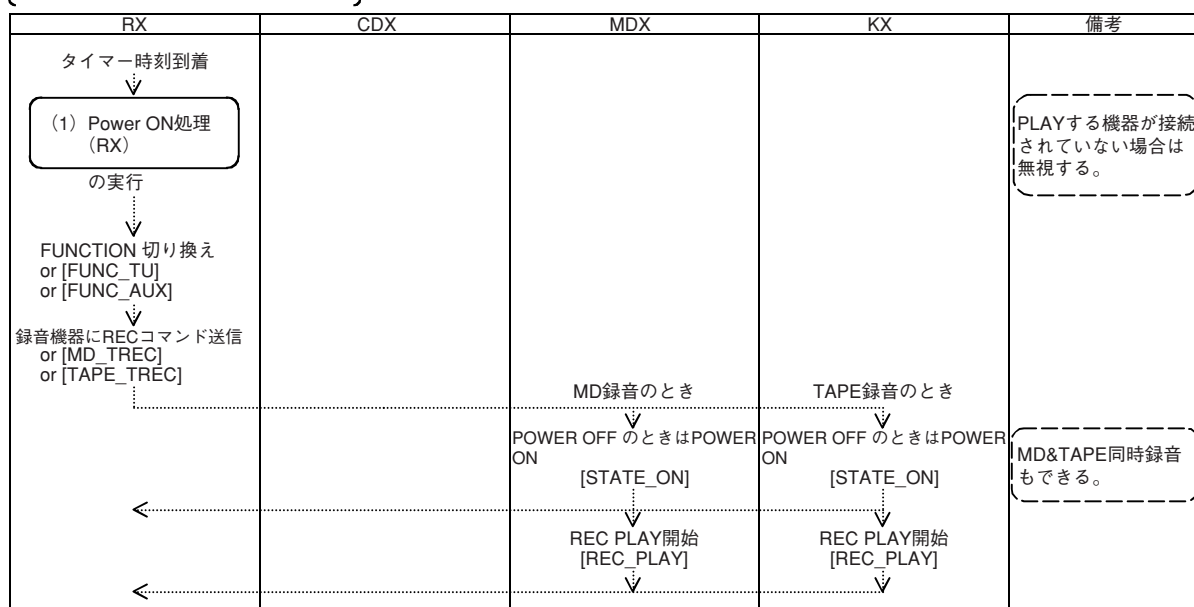 RX CDX MDX KX 備考
タイマー時刻到着
（1）Power ON処理
（RX）
の実行
FUNCTION 切り換え
or [FUNC_TU]
or [FUNC_AUX]
録音機器にRECコマンド送信
or [MD_TREC]
or [TAPE_TREC]
MD録音のとき
POWER OFF のときはPOWER
ON
[STATE_ON]
REC PLAY開始
[REC_PLAY]
TAPE録音のとき
POWER OFF のときはPOWER
ON
[STATE_ON]
REC PLAY開始
[REC_PLAY]
PLAYする機器が接続
されていない場合は
無視する。
MD&TAPE同時録音
もできる。